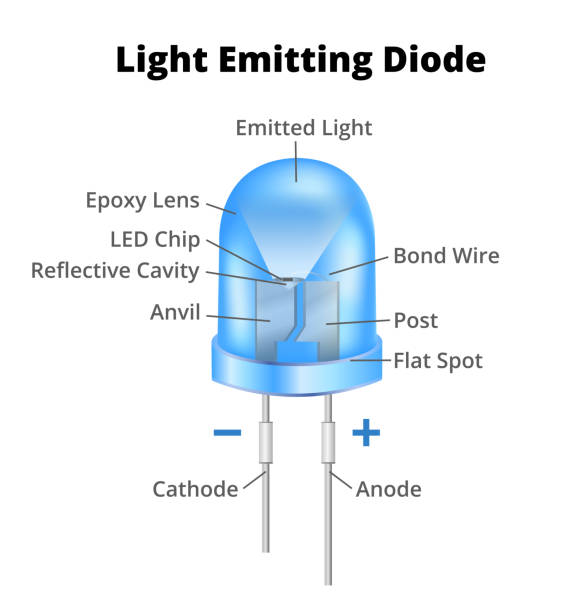 Light Emitting Diode
Emitted Light
Epoxy Lens
LED Chip
Bond Wire
Reflective Cavity
Anvil
Post
Flat Spot
− +
Cathode
Anode